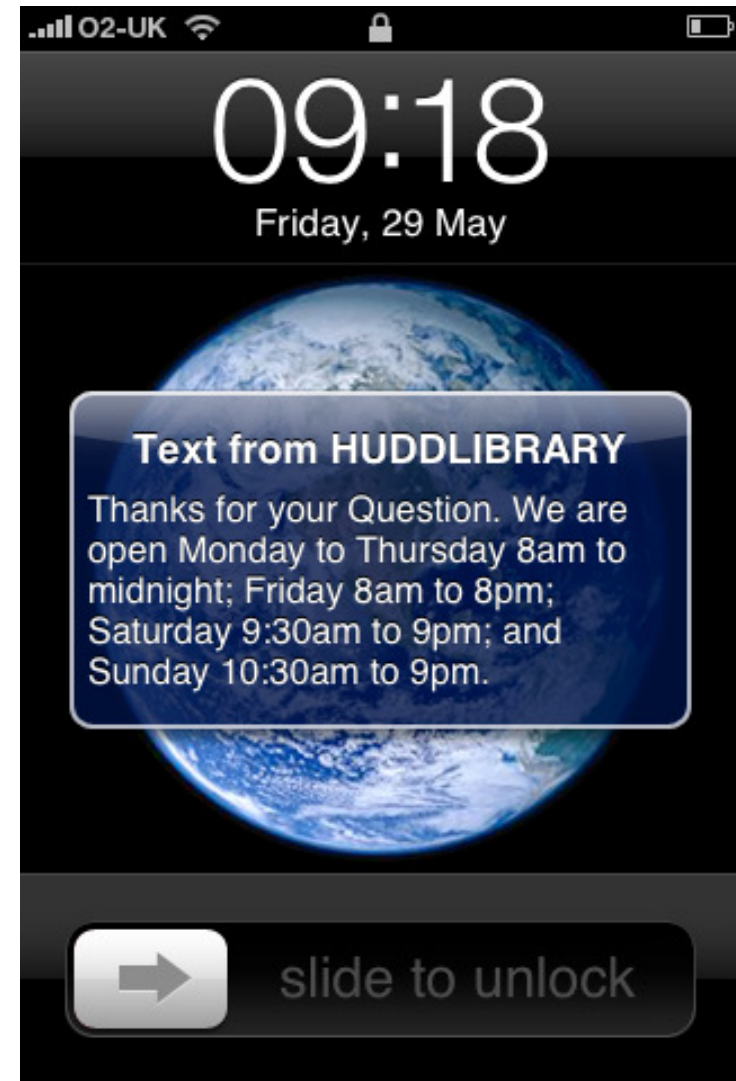 O2-UK
09:18
Friday, 29 May
Text from HUDDLIBRARY
Thanks for your Question. We are
open Monday to Thursday 8am to
midnight; Friday 8am to 8pm;
Saturday 9:30am to 9pm; and
Sunday 10:30am to 9pm.
slide to unlock